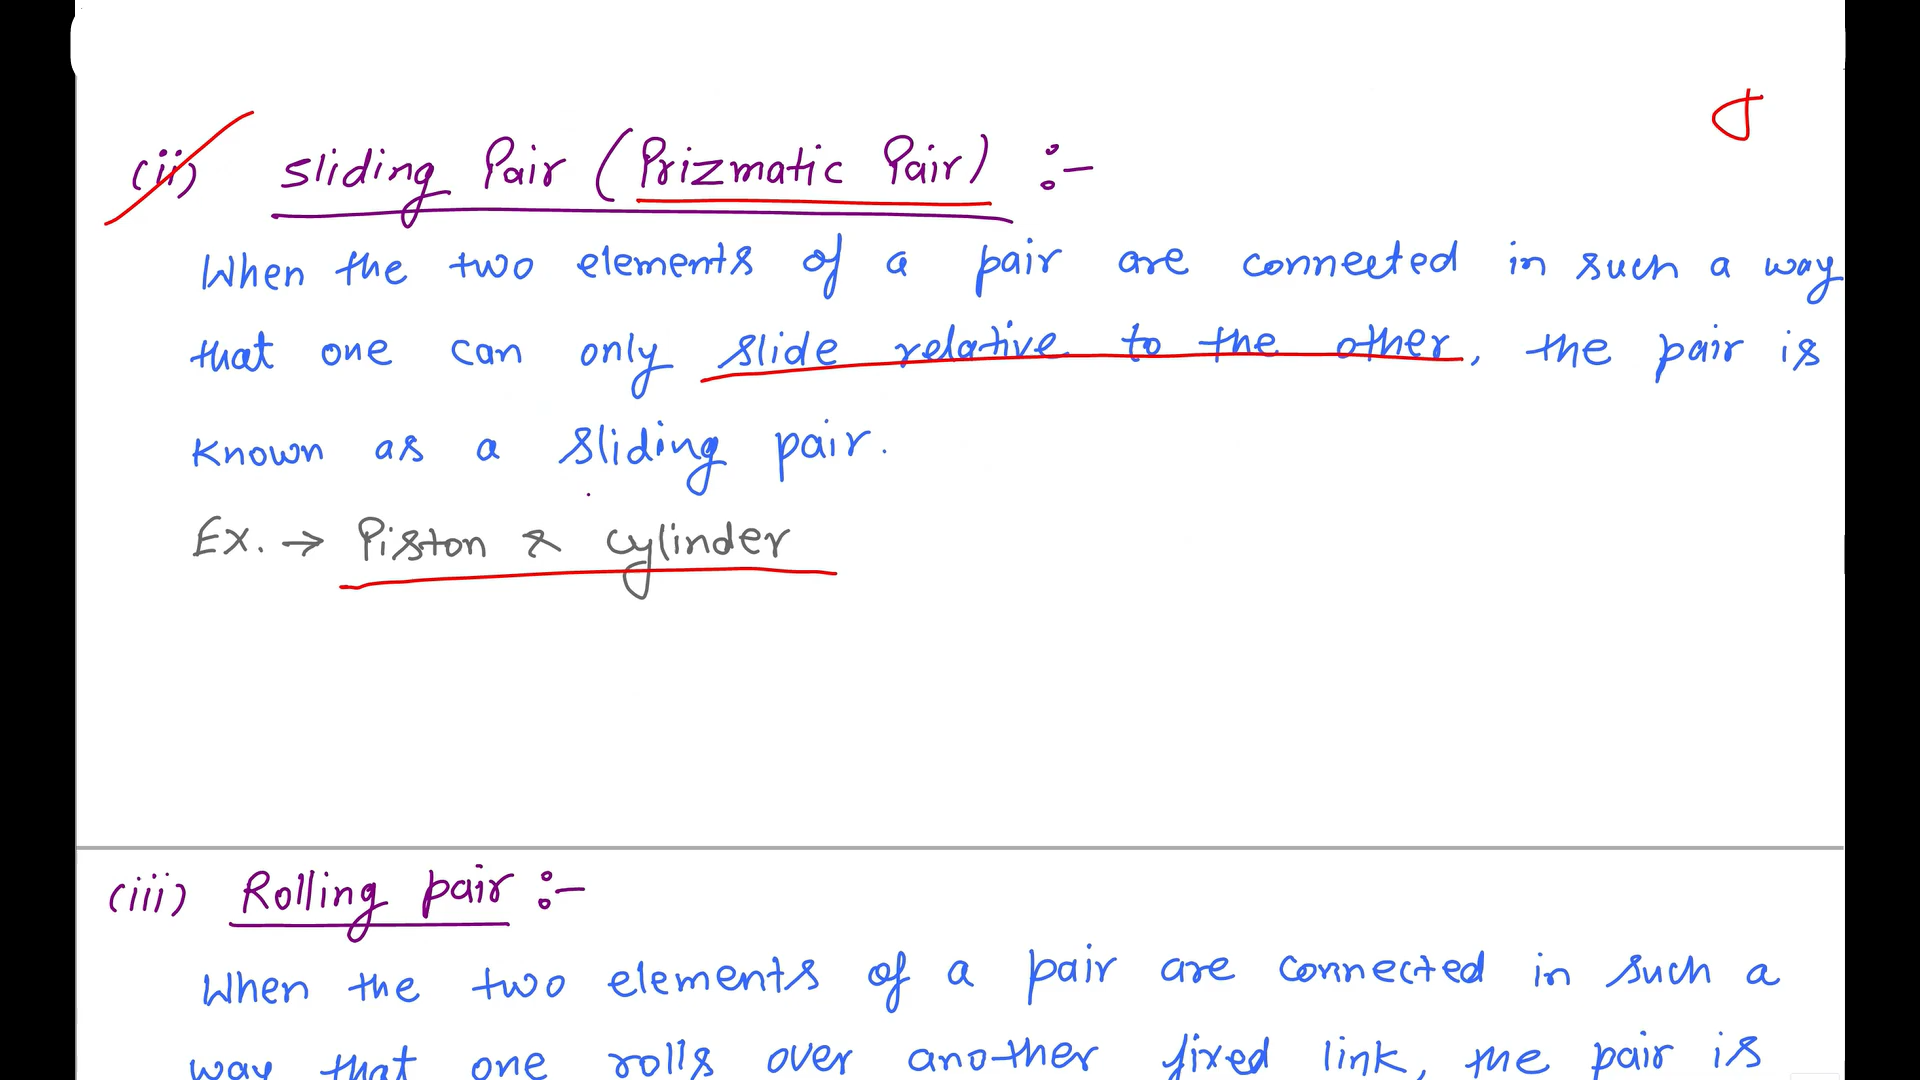 (ii) Sliding Pair (Prizmatic Pair) :-
When the two elements of a pair are connected in such a way
that one can only slide relative to the other, the pair is
known as a sliding pair.
Ex. → Piston & cylinder
(iii) Rolling pair :-
When the two elements of a pair are connected in such a
way that one rolls over another fixed link, the pair is